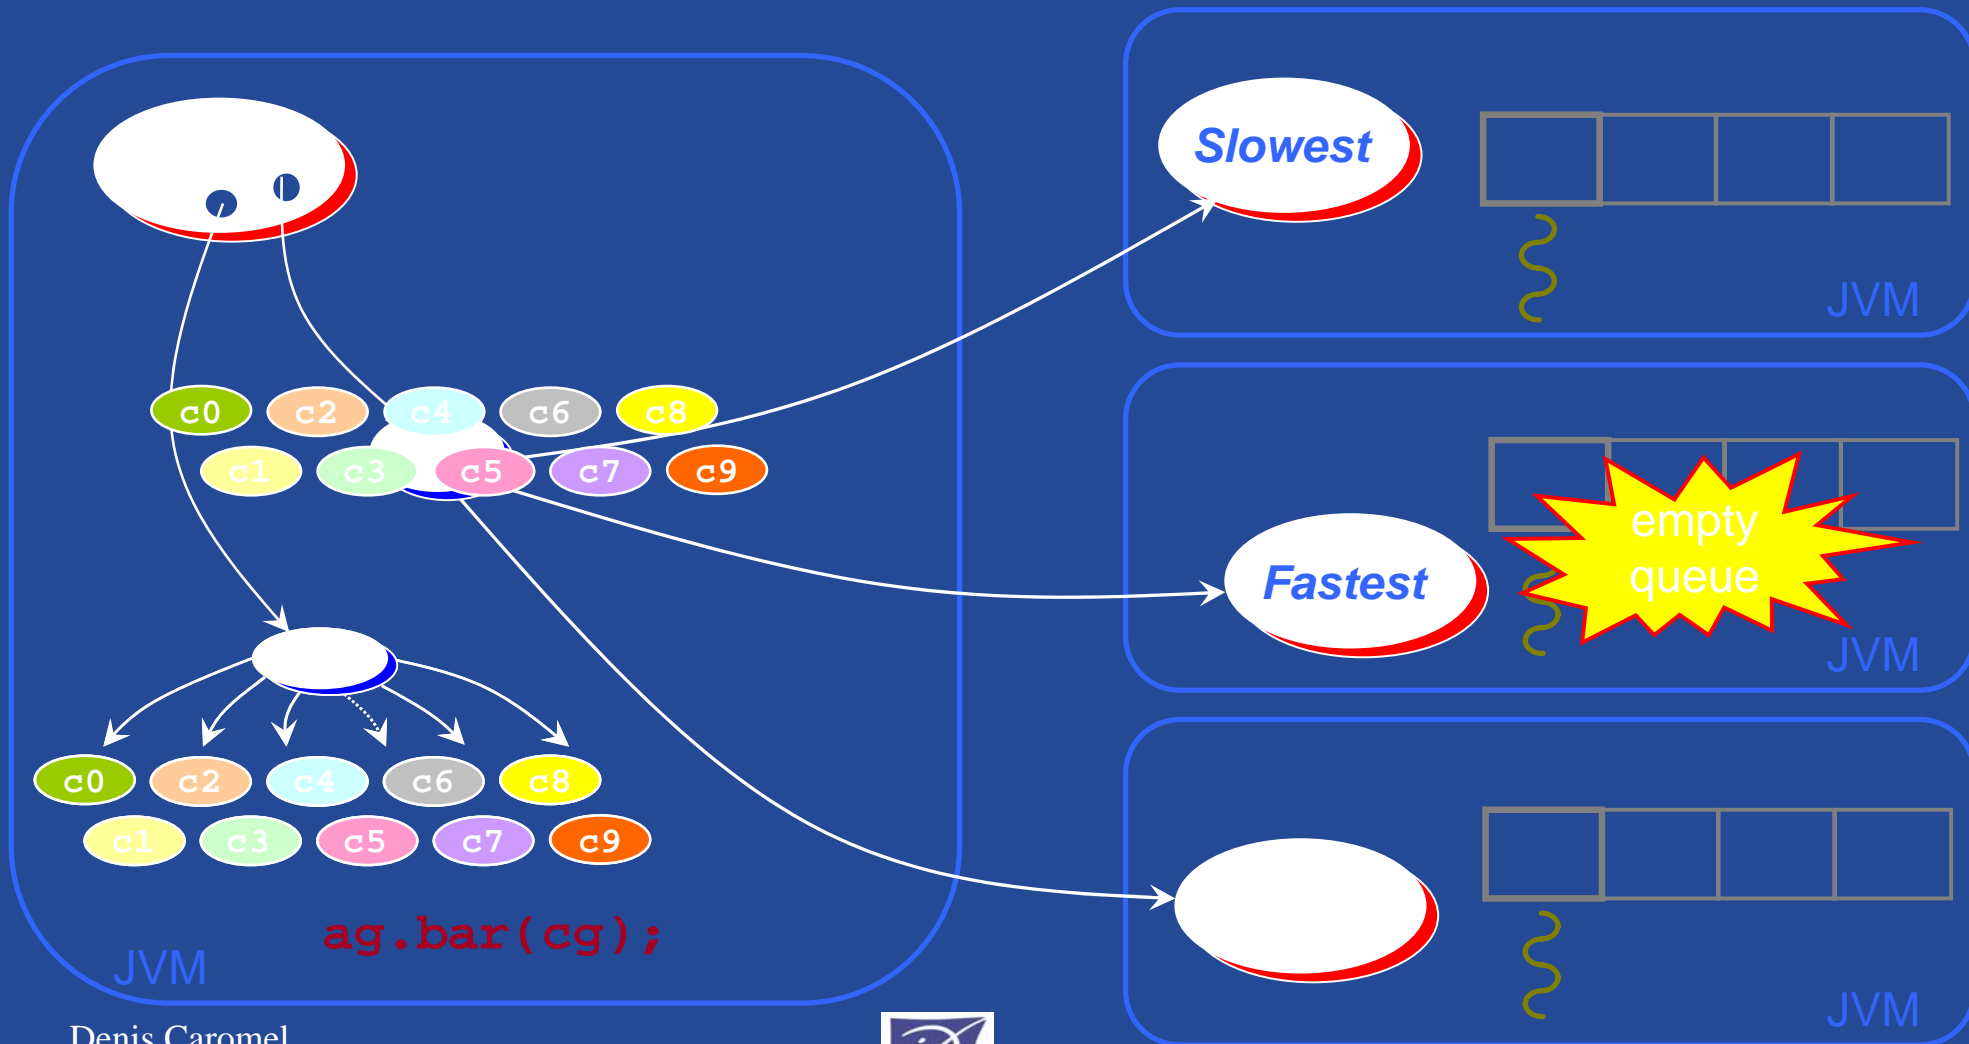 Slowest
JVM
c0 c2 c4 c6 c8
c1 c3 c5 c7 c9
empty
queue
Fastest
JVM
c0 c2 c4 c6 c8
c1 c3 c5 c7 c9
ag.bar(cg);
JVM
JVM
Denis Caromel